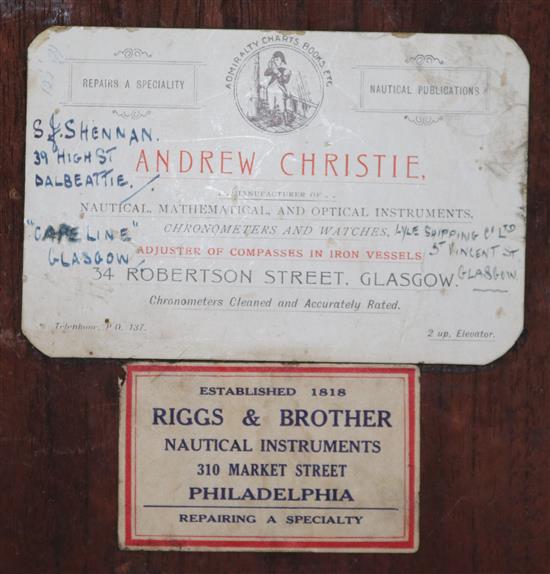 ADMIRALTY CHARTS, BOOKS, ETC
REPAIRS A SPECIALITY
NAUTICAL PUBLICATIONS
S.J. SHENNAN.
39 HIGH ST
DALBEATTIE.
ANDREW CHRISTIE,
MANUFACTURER OF
NAUTICAL, MATHEMATICAL, AND OPTICAL INSTRUMENTS,
CHRONOMETERS AND WATCHES,
ADJUSTER OF COMPASSES IN IRON VESSELS
34 ROBERTSON STREET, GLASGOW.
"CAPE LINE"
GLASGOW
LYLE SHIPPING Co LTD
ST VINCENT ST
GLASGOW
Chronometers Cleaned and Accurately Rated.
Telephone, P.O. 137.
2 up, Elevator.
ESTABLISHED 1818
RIGGS & BROTHER
NAUTICAL INSTRUMENTS
310 MARKET STREET
PHILADELPHIA
REPAIRING A SPECIALTY